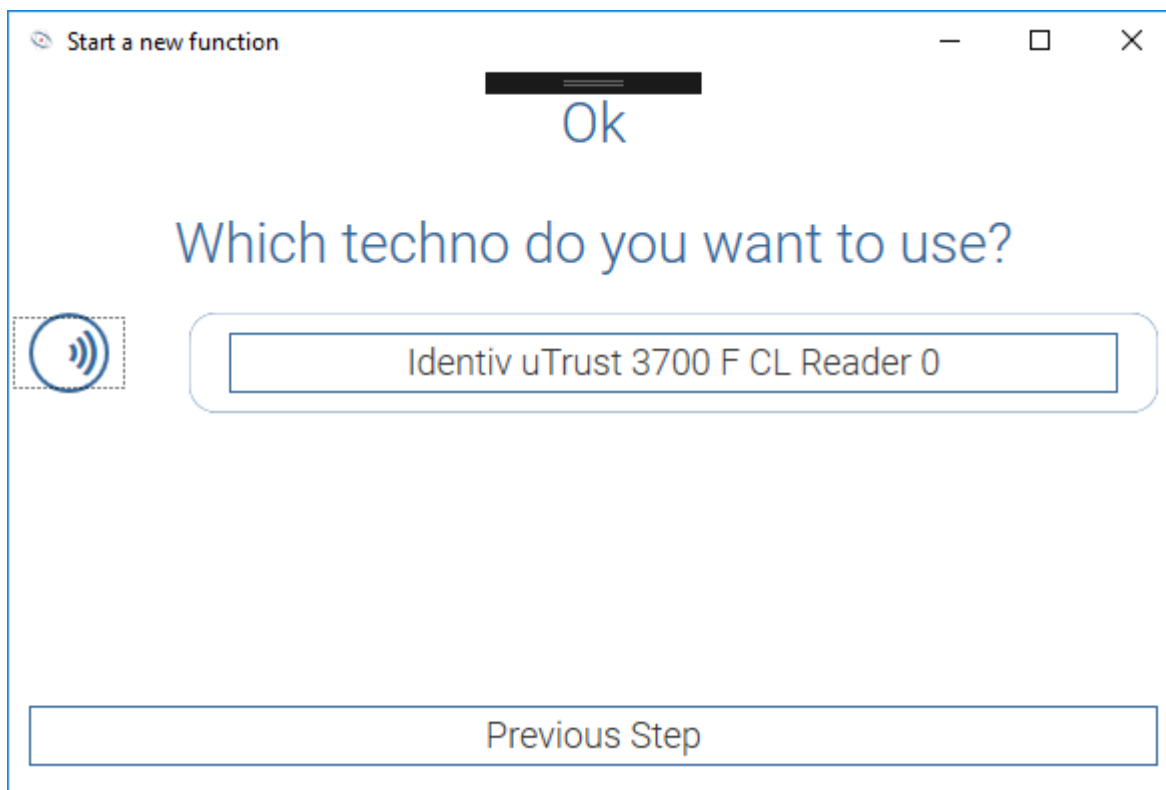 Start a new function
Ok
Which techno do you want to use?
Identiv uTrust 3700 F CL Reader 0
Previous Step